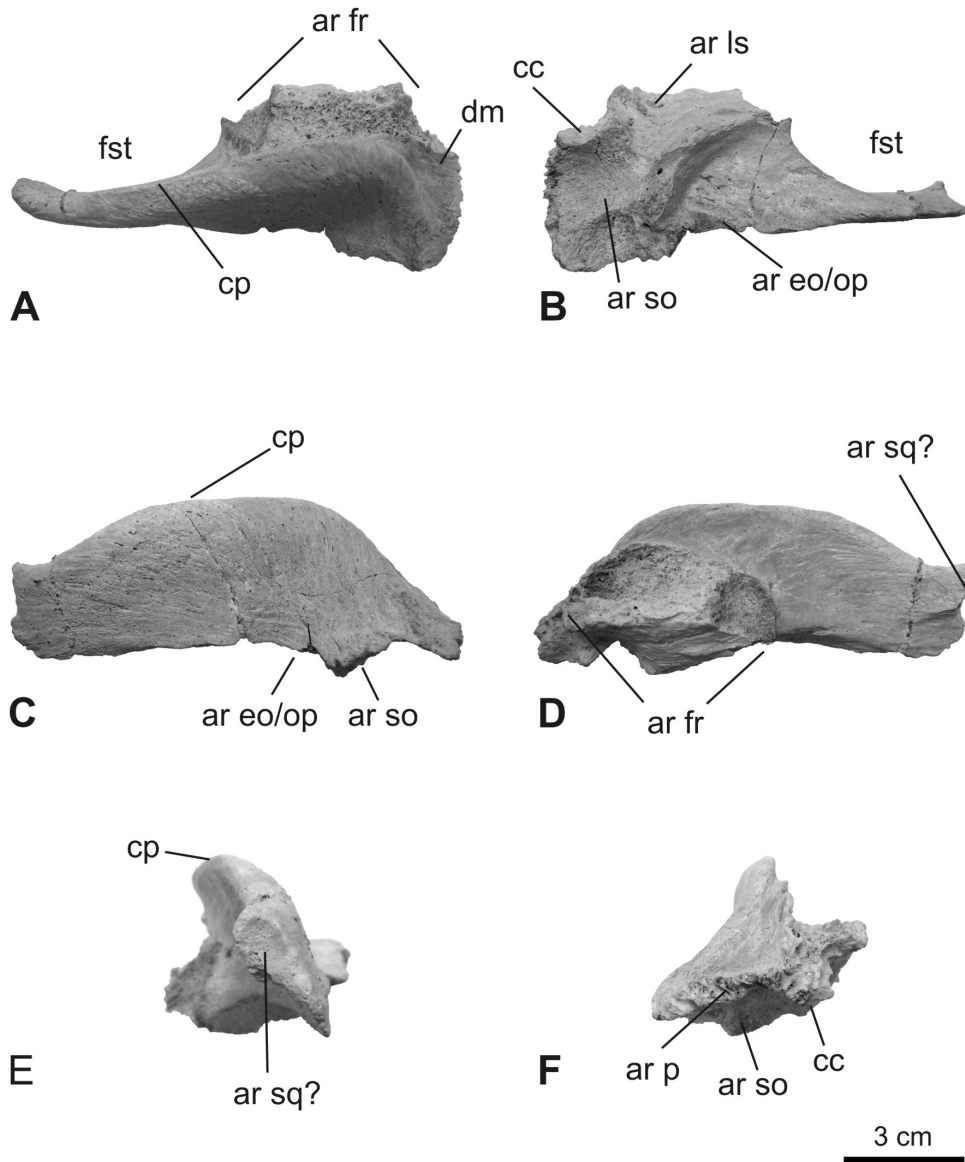 ar fr
dm
fst
cp
A
ar ls
cc
fst
ar so
ar eo/op
B
cp
ar eo/op
ar so
C
ar sq?
ar fr
D
cp
ar sq?
E
ar p
ar so
cc
F
3 cm